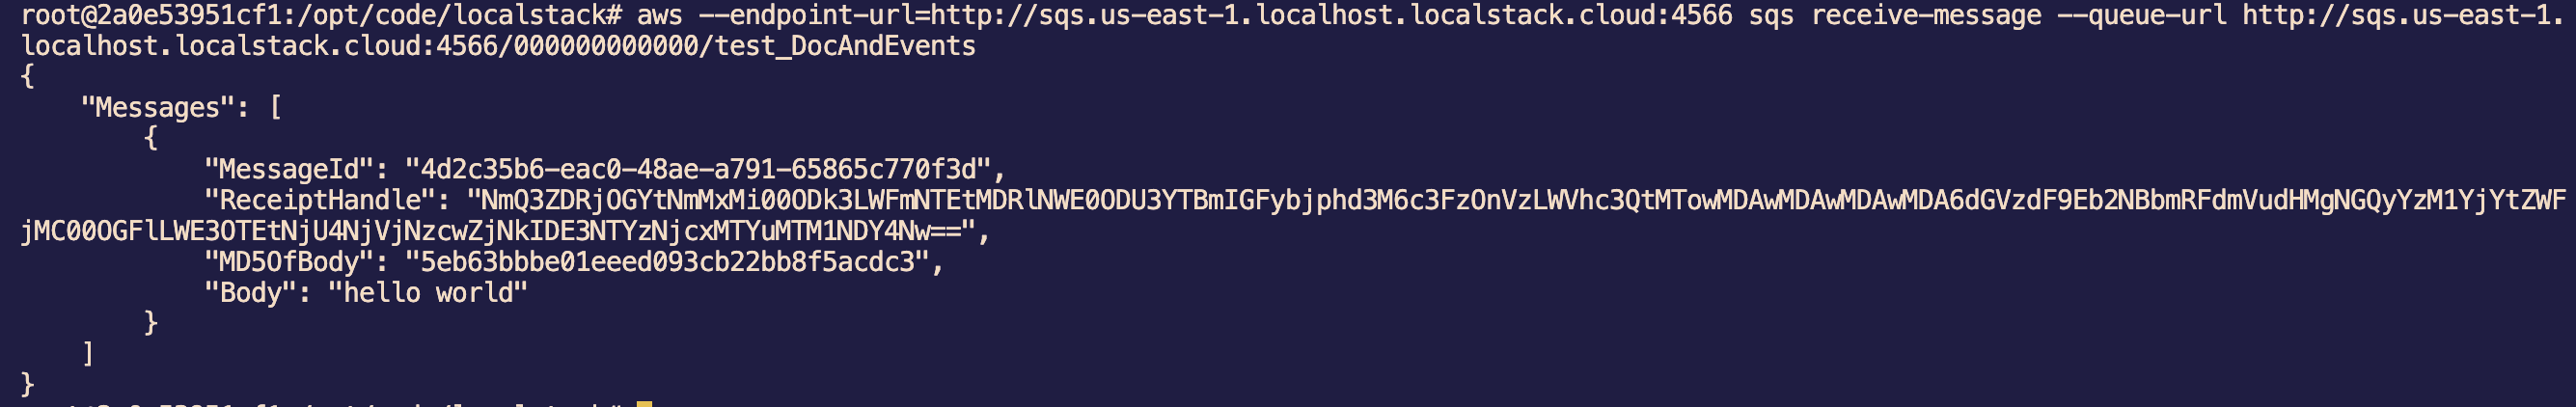 root@2a0e53951cf1:/opt/code/localstack# aws --endpoint-url=http://sqs.us-east-1.localhost.localstack.cloud:4566 sqs receive-message --queue-url http://sqs.us-east-1.
localhost.localstack.cloud:4566/000000000000/test_DocAndEvents
{
    "Messages": [
        {
            "MessageId": "4d2c35b6-eac0-48ae-a791-65865c770f3d",
            "ReceiptHandle": "NmQ3ZDRjOGYtNmMxMi00ODk3LWFmNTEtMDRlNWE0ODU3YTBmIGFybjphd3M6c3FzOnVzLWVhc3QtMTowMDAwMDAwMDAwMDA6dGVzdF9Eb2NBbmRFdmVudHMgNGQyYzM1YjYtZWF
jMC00OGFlLWE3OTEtNjU4NjVjNzcwZjNkIDE3NTYzNjcxMTYuMTM1NDY4Nw==",
            "MD5OfBody": "5eb63bbbe01eeed093cb22bb8f5acdc3",
            "Body": "hello world"
        }
    ]
}